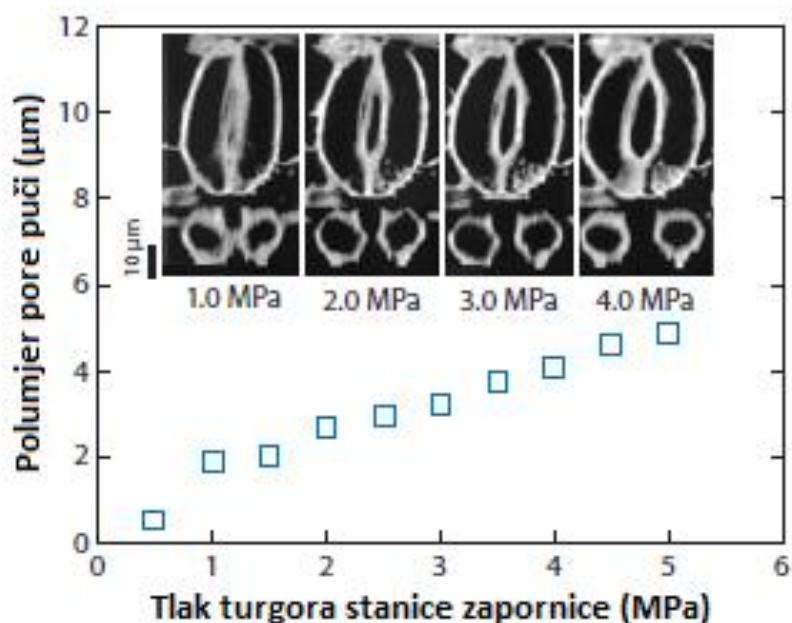 12
10
8
6
4
2
0
Polumjer pore puči (µm)
10 µm
1.0 MPa 2.0 MPa 3.0 MPa 4.0 MPa
0 1 2 3 4 5 6
Tlak turgora stanice zapornice (MPa)